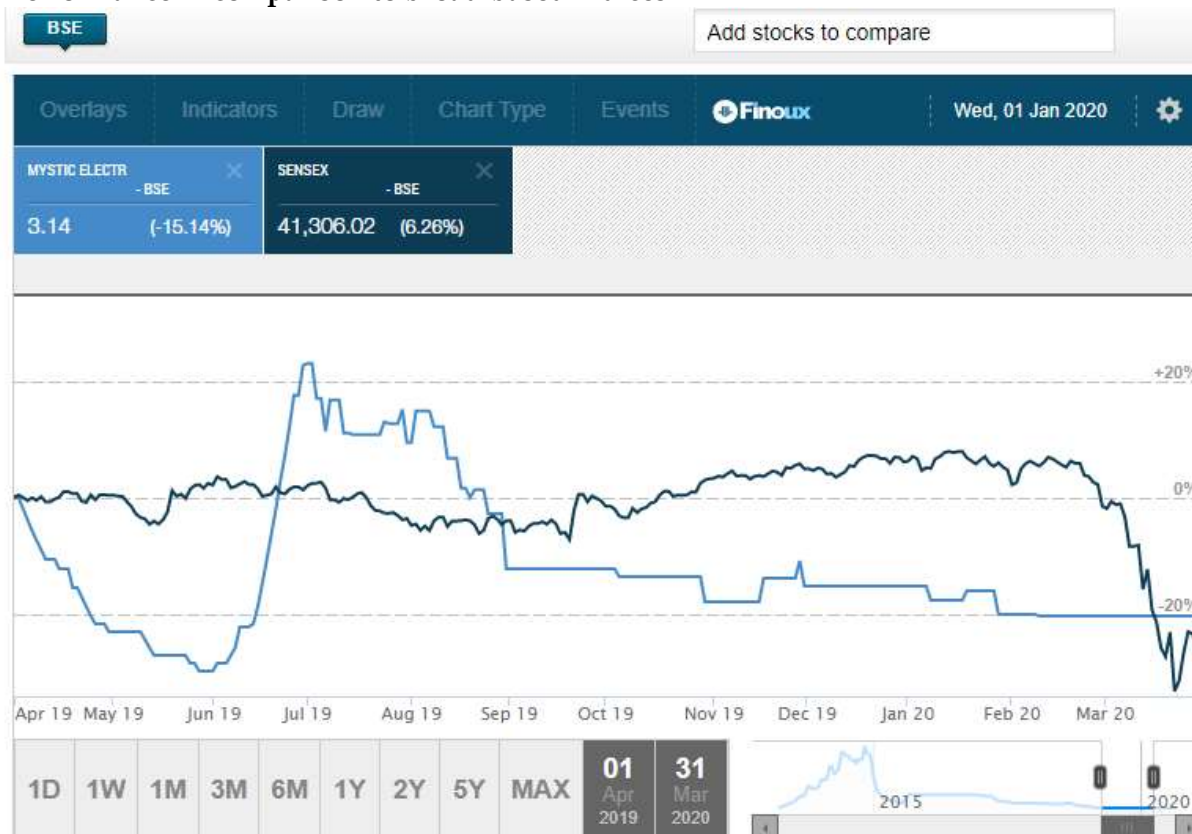 BSE
Add stocks to compare
Overlays Indicators Draw Chart Type Events Finoux Wed, 01 Jan 2020
MYSTIC ELECTR - BSE
3.14 (-15.14%)
SENSEX - BSE
41,306.02 (6.26%)
+20%
0%
-20%
Apr 19 May 19 Jun 19 Jul 19 Aug 19 Sep 19 Oct 19 Nov 19 Dec 19 Jan 20 Feb 20 Mar 20
1D 1W 1M 3M 6M 1Y 2Y 5Y MAX
01 Apr 2019
31 Mar 2020
2015 2020